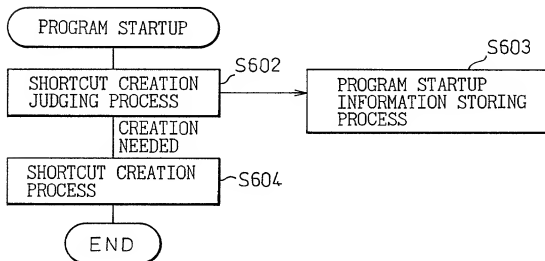 PROGRAM STARTUP
S602
SHORTCUT CREATION
JUDGING PROCESS
S603
PROGRAM STARTUP
INFORMATION STORING
PROCESS
CREATION
NEEDED
SHORTCUT CREATION
PROCESS
S604
END